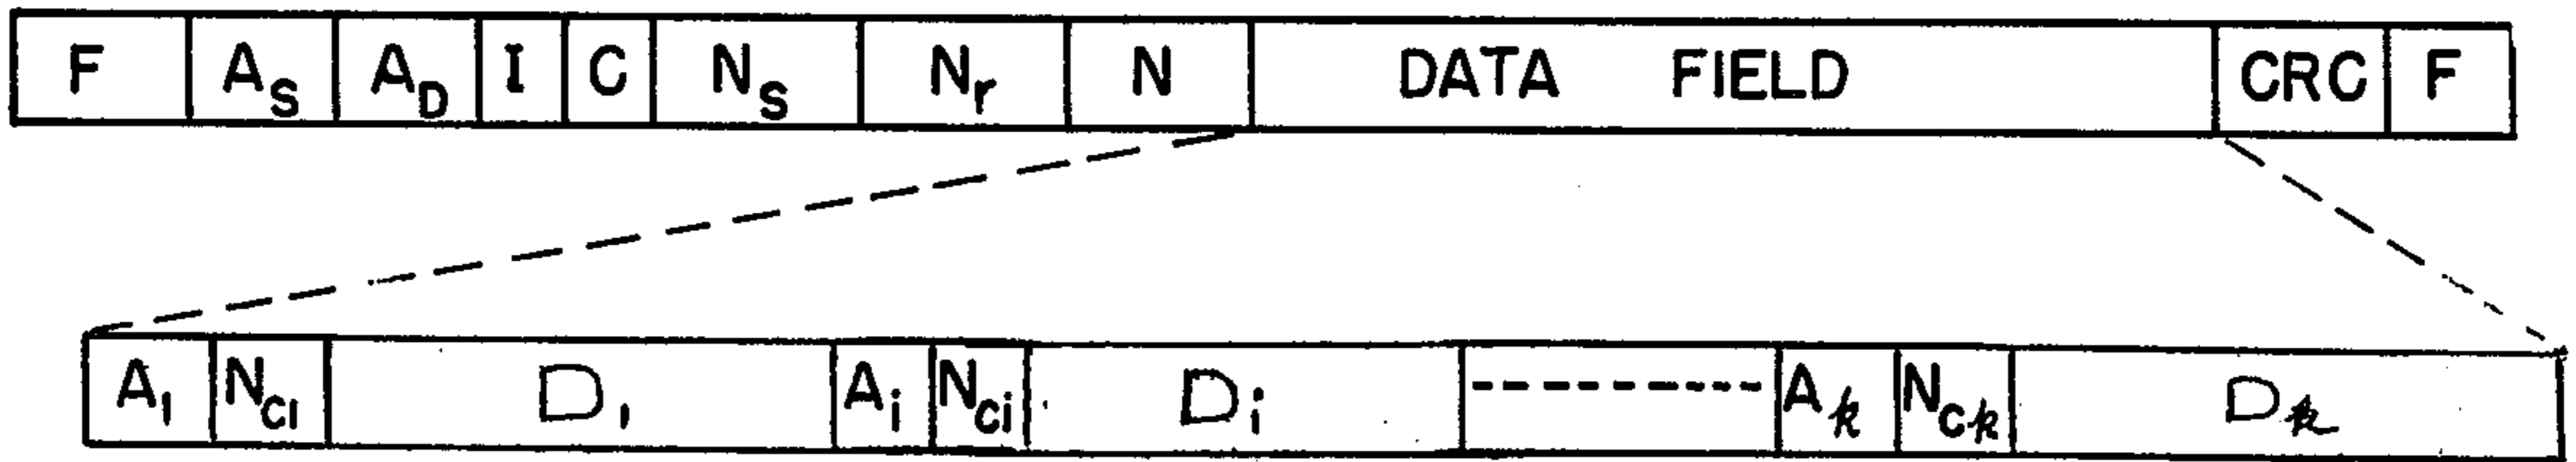 F A_S A_D I C N_S N_r N DATA FIELD CRC F
A_1 N_C1 D_1 A_i N_Ci D_i A_k N_Ck D_k